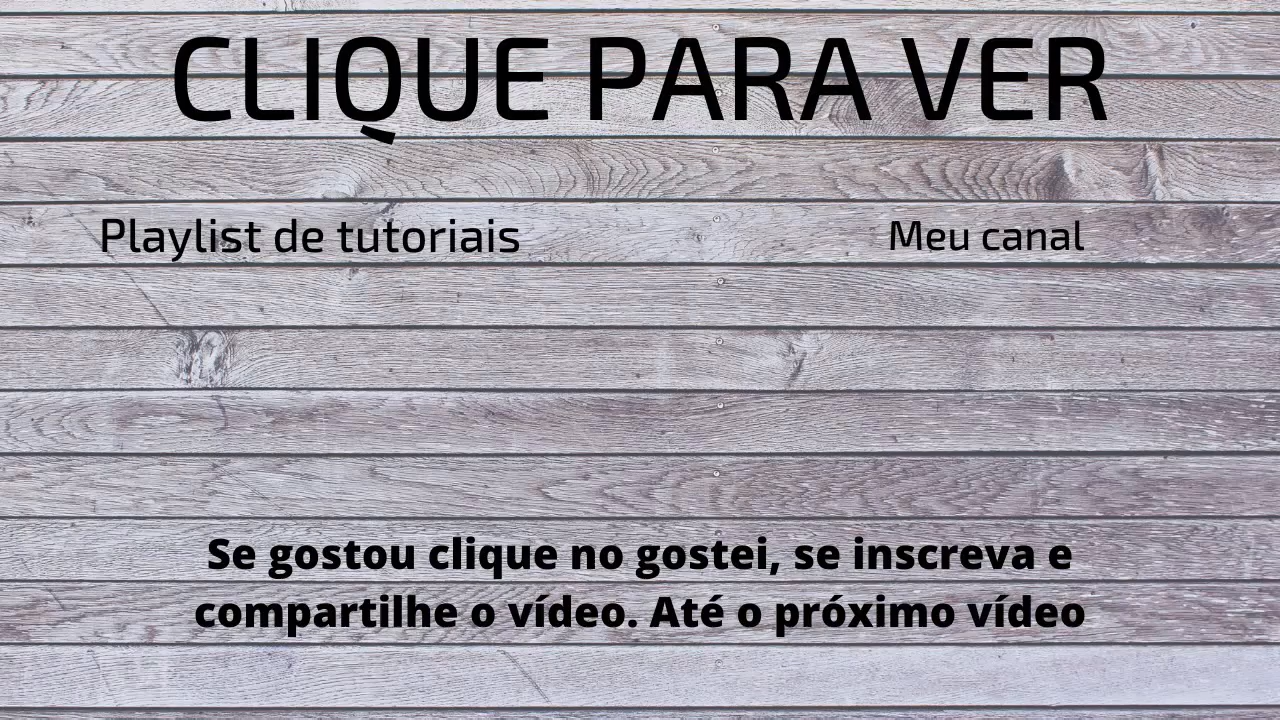 CLIQUE PARA VER
Playlist de tutoriais
Meu canal
Se gostou clique no gostei, se inscreva e
compartilhe o vídeo. Até o próximo vídeo